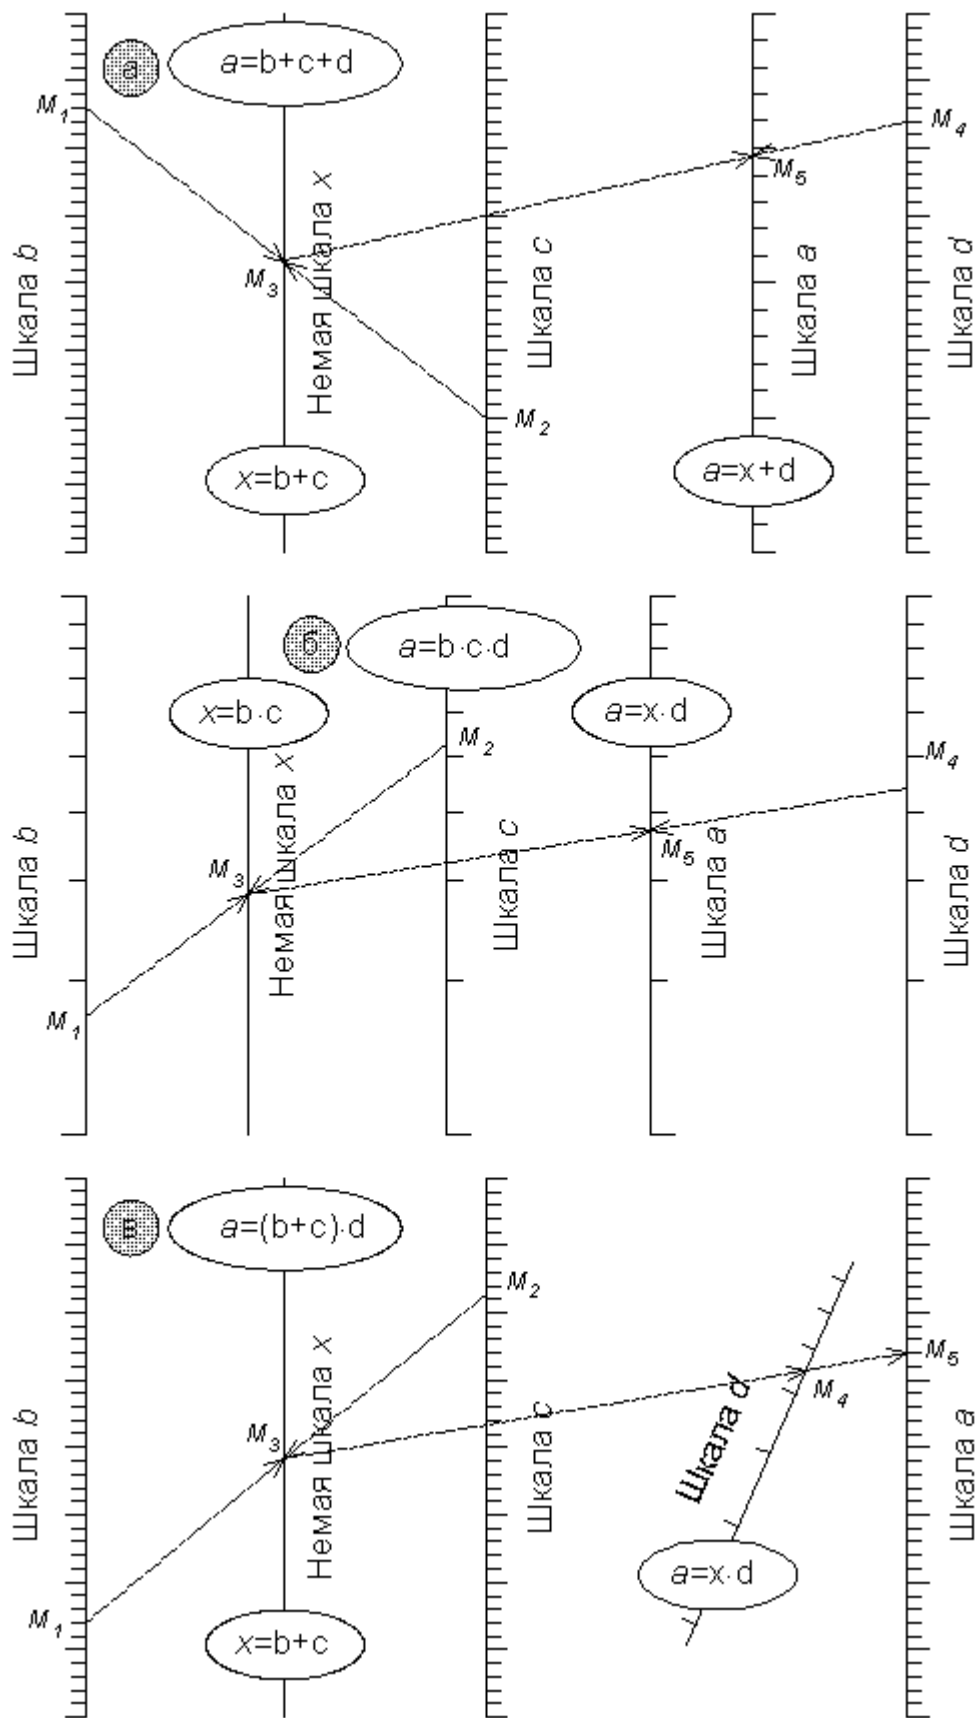 а
a=b+c+d
M1
M4
M5
Шкала b
M3
Немая шкала x
Шкала c
Шкала a
Шкала d
M2
x=b+c
a=x+d
б
a=b·c·d
x=b·c
a=x·d
M2
M4
Шкала b
M3
Немая шкала x
Шкала c
M5
Шкала a
Шкала d
M1
в
a=(b+c)·d
M2
M5
M4
Шкала b
M3
Немая шкала x
Шкала c
Шкала d
Шкала a
a=x·d
M1
x=b+c